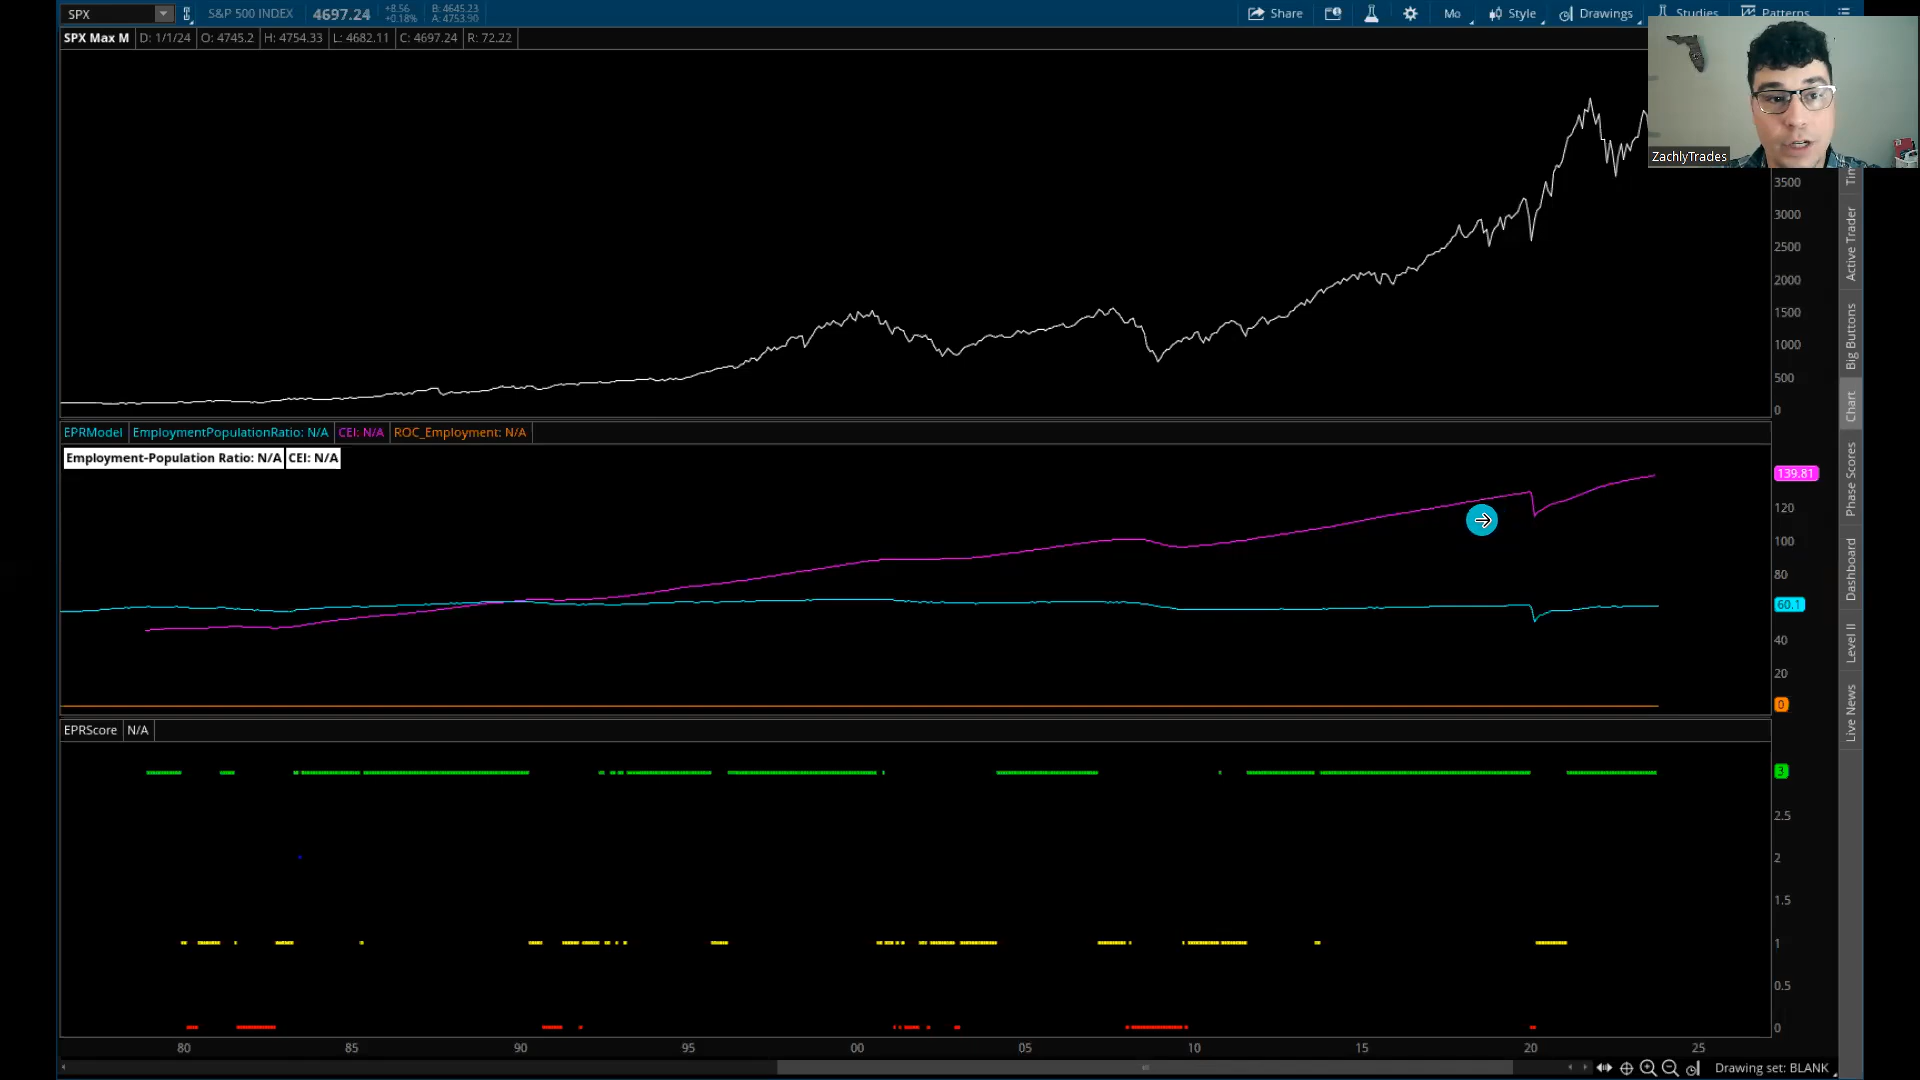 SPX
S&P 500 INDEX
4697.24
+8.56
+0.18%
B: 4645.23
A: 4753.90
Share
Mo
Style
Drawings
Studies
Patterns
SPX Max M
D: 1/1/24
O: 4745.2
H: 4754.33
L: 4682.11
C: 4697.24
R: 72.22
ZachlyTrades
3500
3000
2500
2000
1500
1000
500
0
EPRModel
EmploymentPopulationRatio: N/A
CEI: N/A
ROC_Employment: N/A
Employment-Population Ratio: N/A
CEI: N/A
139.81
120
100
80
60.1
40
20
0
EPRScore
N/A
3
2.5
2
1.5
1
0.5
0
80
85
90
95
00
05
10
15
20
25
Drawing set: BLANK
Active Trader
Big Buttons
Chart
Phase Scores
Dashboard
Level II
Live News